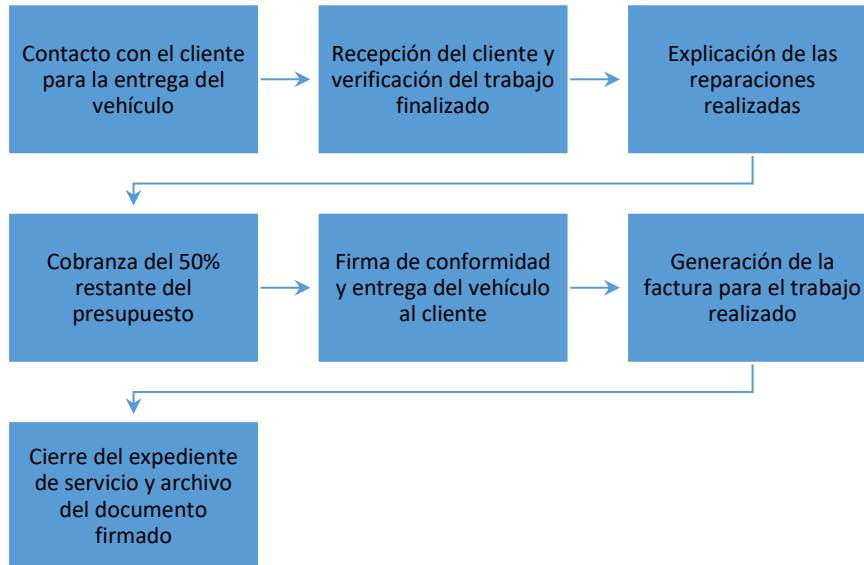 Contacto con el cliente
para la entrega del
vehículo
Recepción del cliente y
verificación del trabajo
finalizado
Explicación de las
reparaciones
realizadas
Cobranza del 50%
restante del
presupuesto
Firma de conformidad
y entrega del vehículo
al cliente
Generación de la
factura para el trabajo
realizado
Cierre del expediente
de servicio y archivo
del documento
firmado